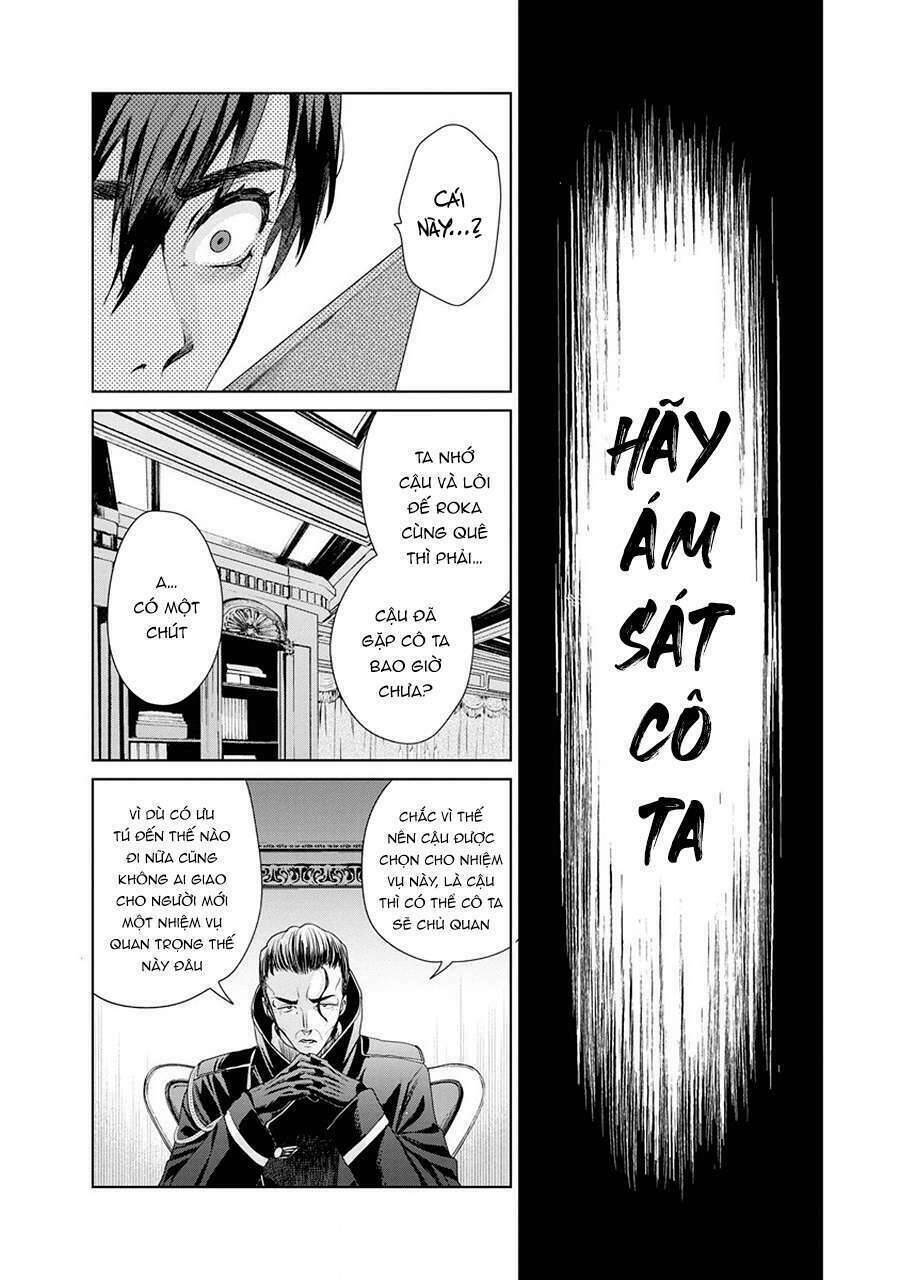 HÃY
ÁM
SÁT
CÔ
TA
CÁI
NÀY...?
TA NHỚ
CẬU VÀ LÔI
ĐẾ ROKA
CÙNG QUÊ
THÌ PHẢI...
CẬU ĐÃ
GẶP CÔ TA
BAO GIỜ
CHƯA?
A...
CÓ MỘT
CHÚT
CHẮC VÌ THẾ
NÊN CẬU ĐƯỢC
CHỌN CHO NHIỆM
VỤ NÀY, LÀ CẬU
THÌ CÓ THỂ CÔ TA
SẼ CHỦ QUAN
VÌ DÙ CÓ ƯU
TÚ ĐẾN THẾ NÀO
ĐI NỮA CŨNG
KHÔNG AI GIAO
CHO NGƯỜI MỚI
MỘT NHIỆM VỤ
QUAN TRỌNG THẾ
NÀY ĐÂU